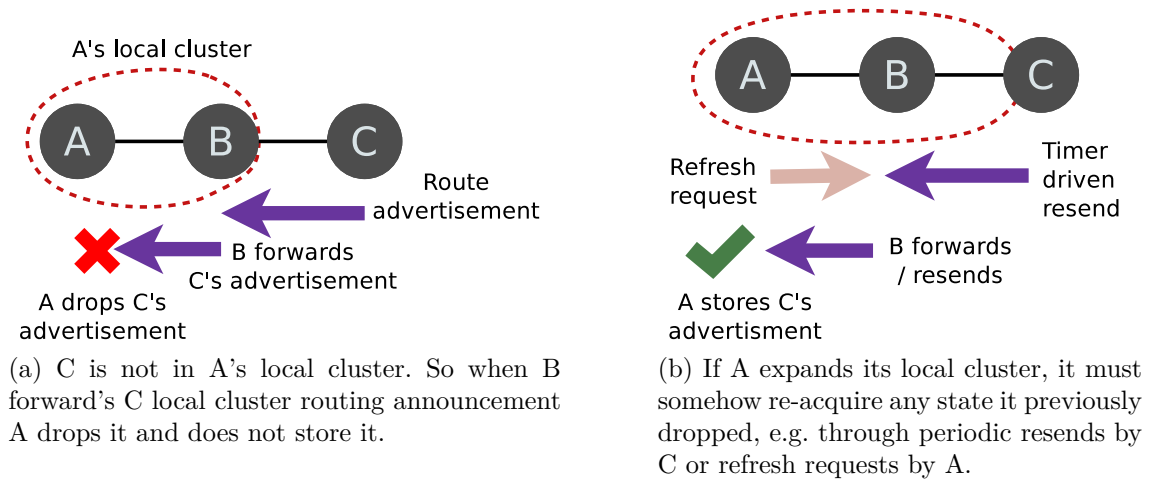 A's local cluster
A
B
C
Route
advertisement
B forwards
C's advertisement
A drops C's
advertisement
(a) C is not in A's local cluster. So when B
forward's C local cluster routing announcement
A drops it and does not store it.
A
B
C
Refresh
request
Timer
driven
resend
B forwards
/ resends
A stores C's
advertisment
(b) If A expands its local cluster, it must
somehow re-acquire any state it previously
dropped, e.g. through periodic resends by
C or refresh requests by A.